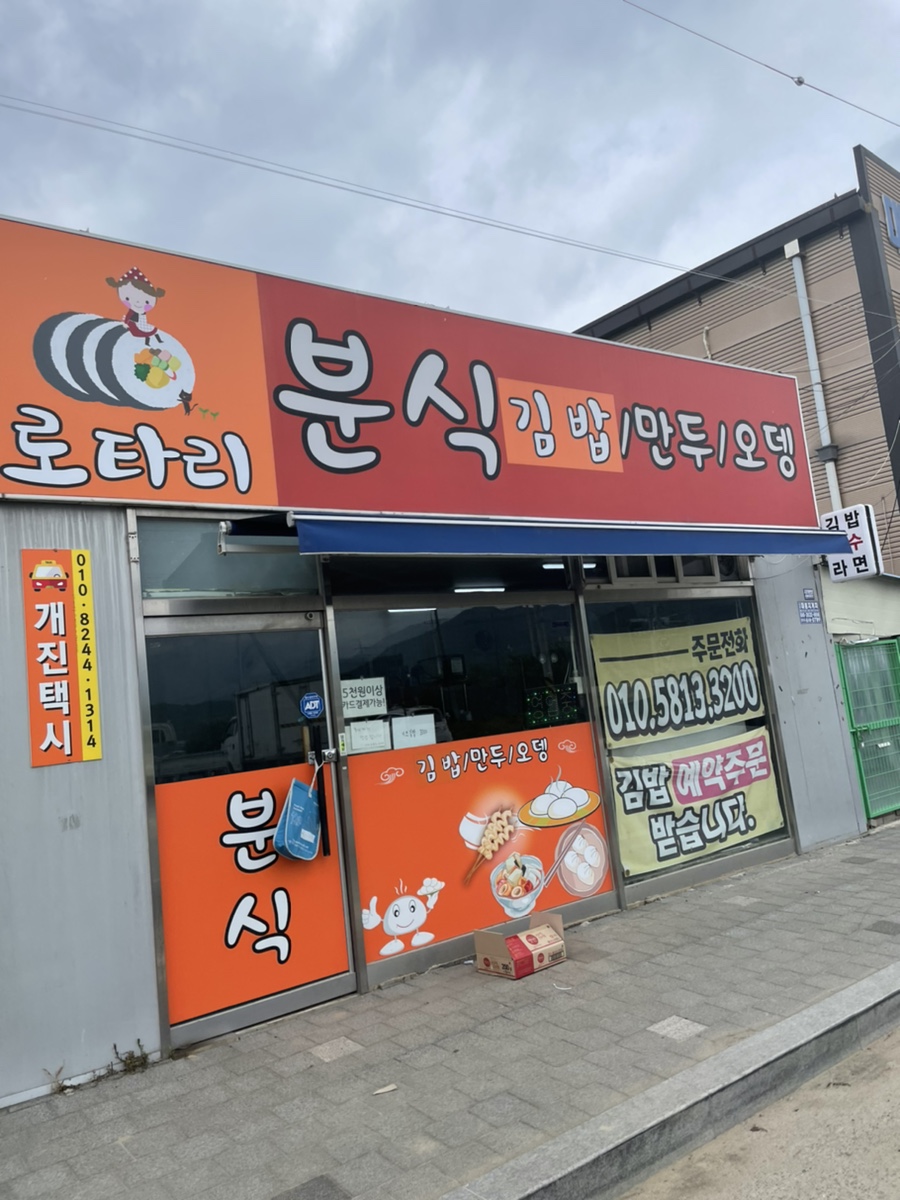 로타리
분식 김밥/만두/오뎅
김밥
수
라면
개진택시
010·8244·1314
ADT
5천원이상
카드결제가능!
주문전화
010.5813.3200
김밥 예약주문
받습니다.
김밥/만두/오뎅
분식